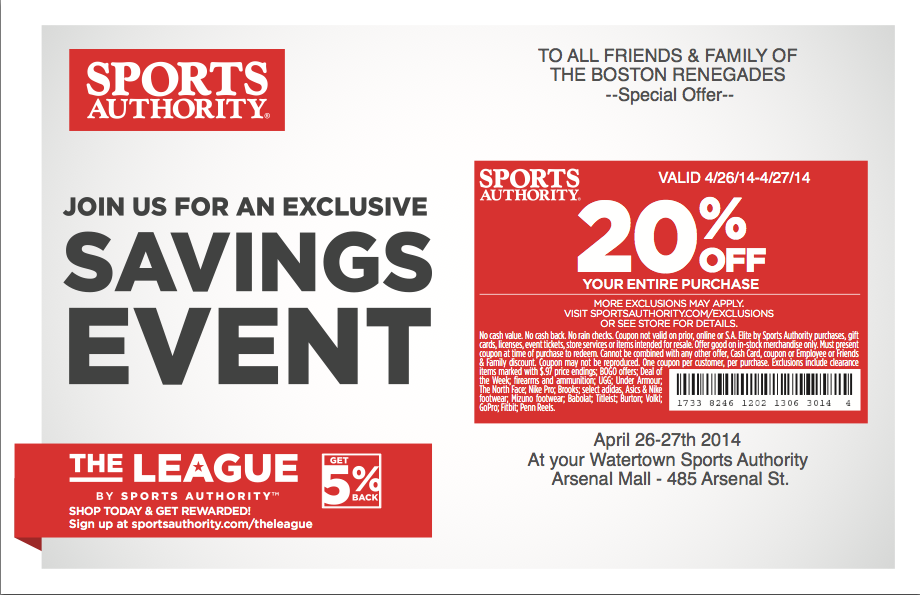 SPORTS
AUTHORITY®
TO ALL FRIENDS & FAMILY OF
THE BOSTON RENEGADES
--Special Offer--
JOIN US FOR AN EXCLUSIVE
SAVINGS
EVENT
SPORTS
AUTHORITY®
VALID 4/26/14-4/27/14
20%
OFF
YOUR ENTIRE PURCHASE
MORE EXCLUSIONS MAY APPLY.
VISIT SPORTSAUTHORITY.COM/EXCLUSIONS
OR SEE STORE FOR DETAILS.
No cash value. No cash back. No rain checks. Coupon not valid on prior, online or S.A. Elite by Sports Authority purchases, gift
cards, licenses, event tickets, store services or items intended for resale. Offer good on in-stock merchandise only. Must present
coupon at time of purchase to redeem. Cannot be combined with any other offer, Cash Card, coupon or Employee or Friends
& Family discount. Coupon may not be reproduced. One coupon per customer, per purchase. Exclusions include clearance
items marked with $.97 price endings; BOGO offers; Deal of
the Week; firearms and ammunition; UGG; Under Armour;
The North Face; Nike Pro; Brooks; select adidas, Asics & Nike
footwear; Mizuno footwear; Babolat; Titleist; Burton; Volkl;
GoPro; Fitbit; Penn Reels.
1733 8246 1202 1306 3014 4
April 26-27th 2014
At your Watertown Sports Authority
Arsenal Mall - 485 Arsenal St.
THE LEAGUE
BY SPORTS AUTHORITY™
GET
5%
BACK
SHOP TODAY & GET REWARDED!
Sign up at sportsauthority.com/theleague